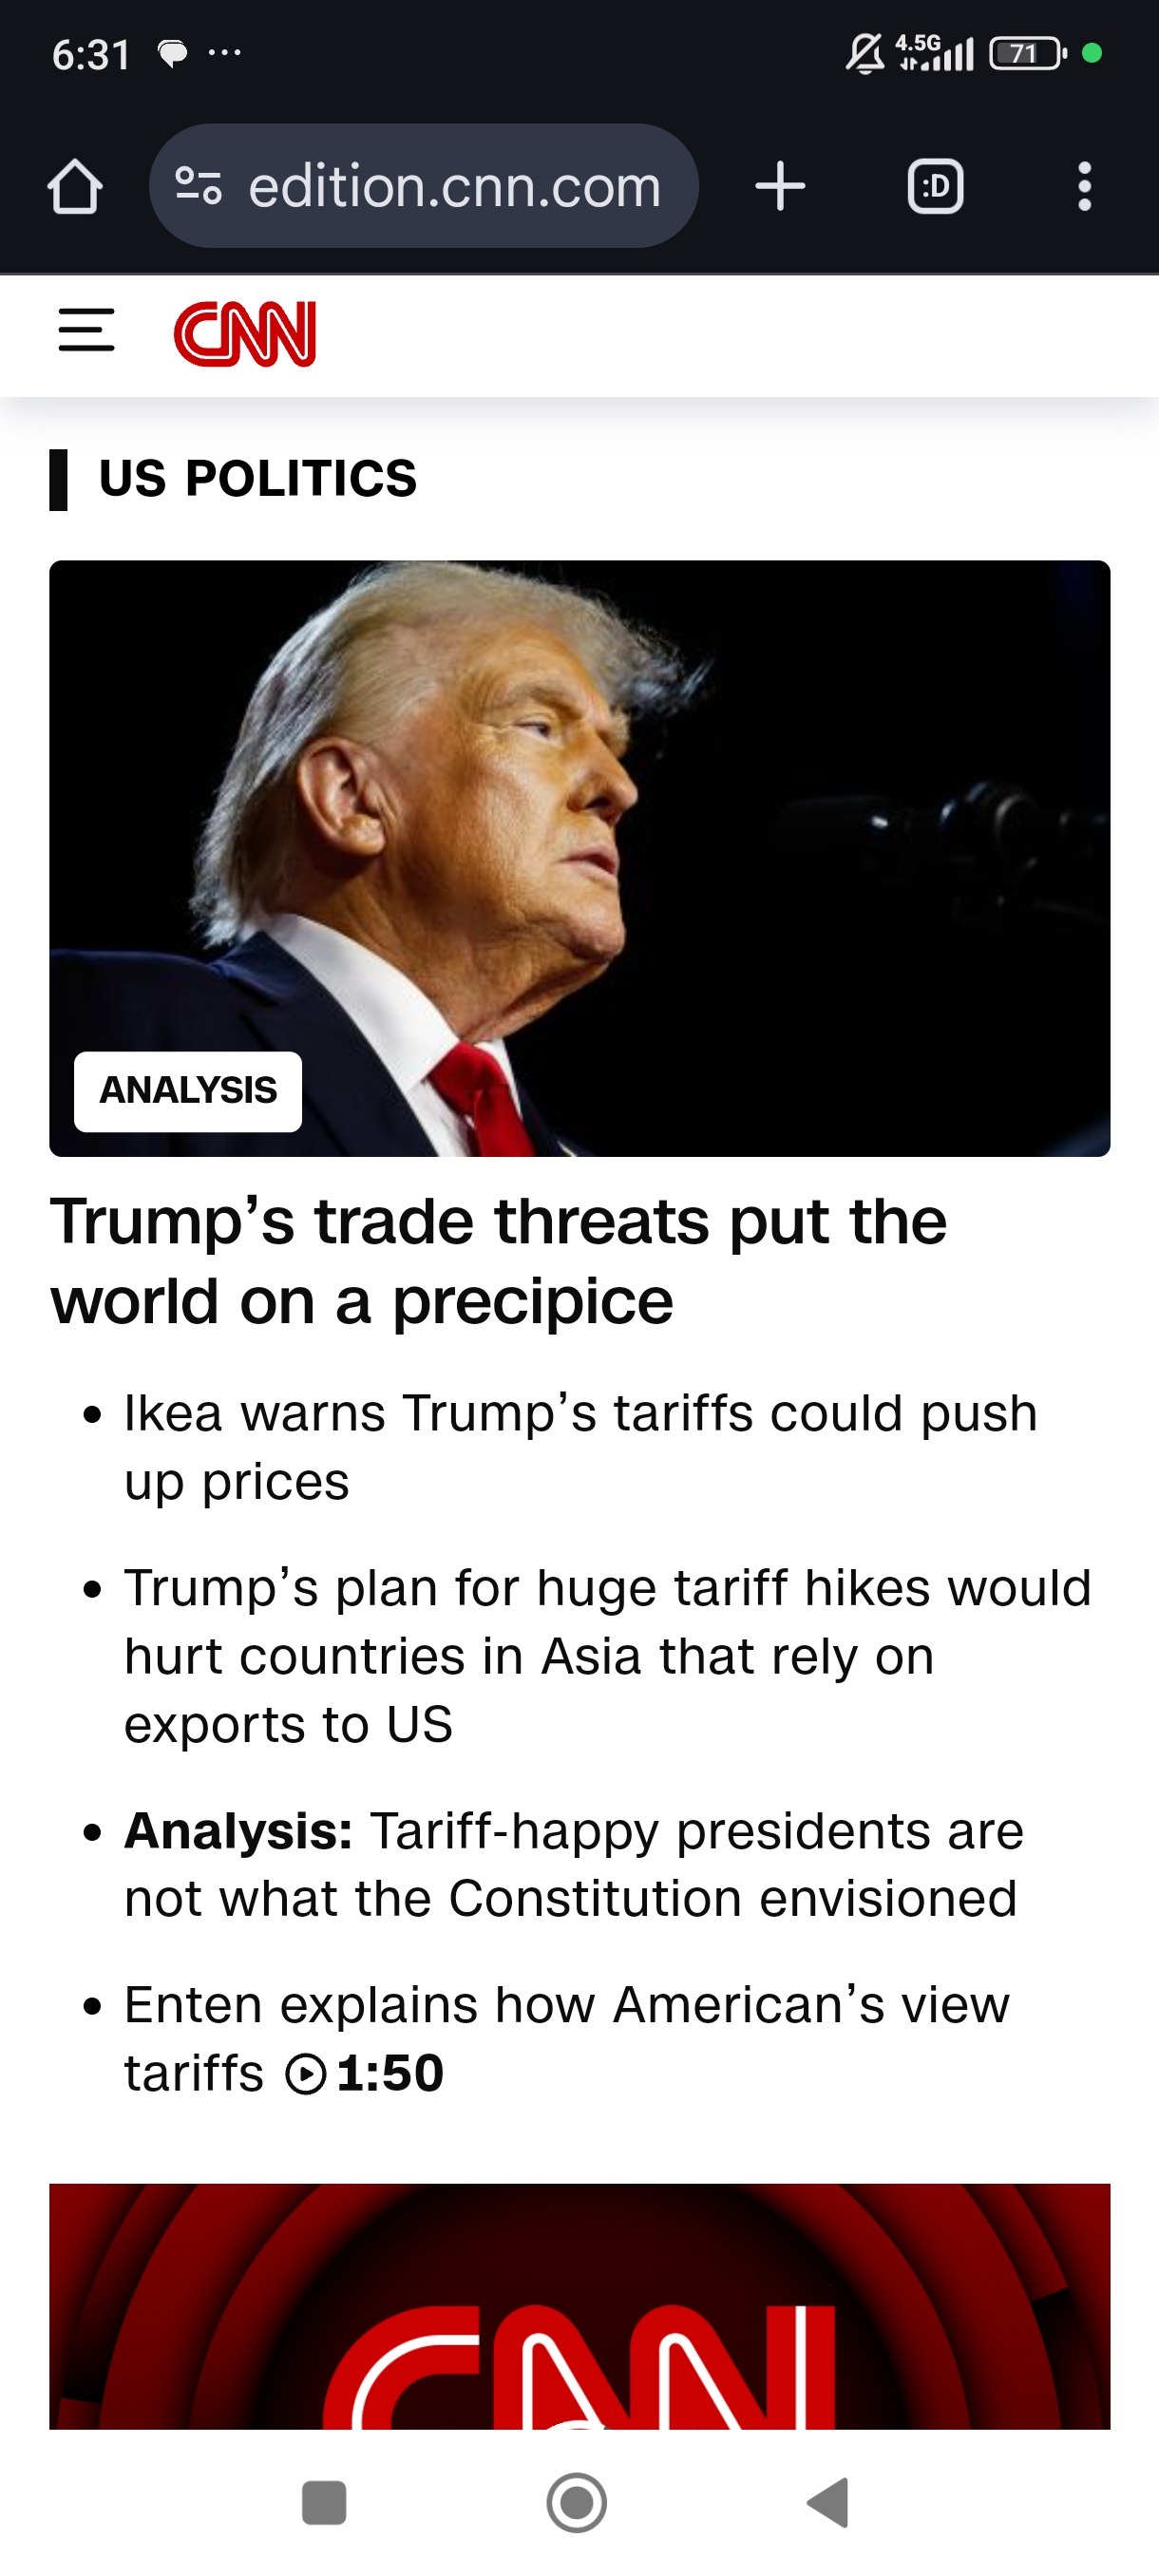 6:31
4.5G
71
edition.cnn.com
:D
CNN
US POLITICS
ANALYSIS
Trump’s trade threats put the
world on a precipice
• Ikea warns Trump’s tariffs could push
up prices
• Trump’s plan for huge tariff hikes would
hurt countries in Asia that rely on
exports to US
• Analysis: Tariff-happy presidents are
not what the Constitution envisioned
• Enten explains how American’s view
tariffs 1:50
CNN